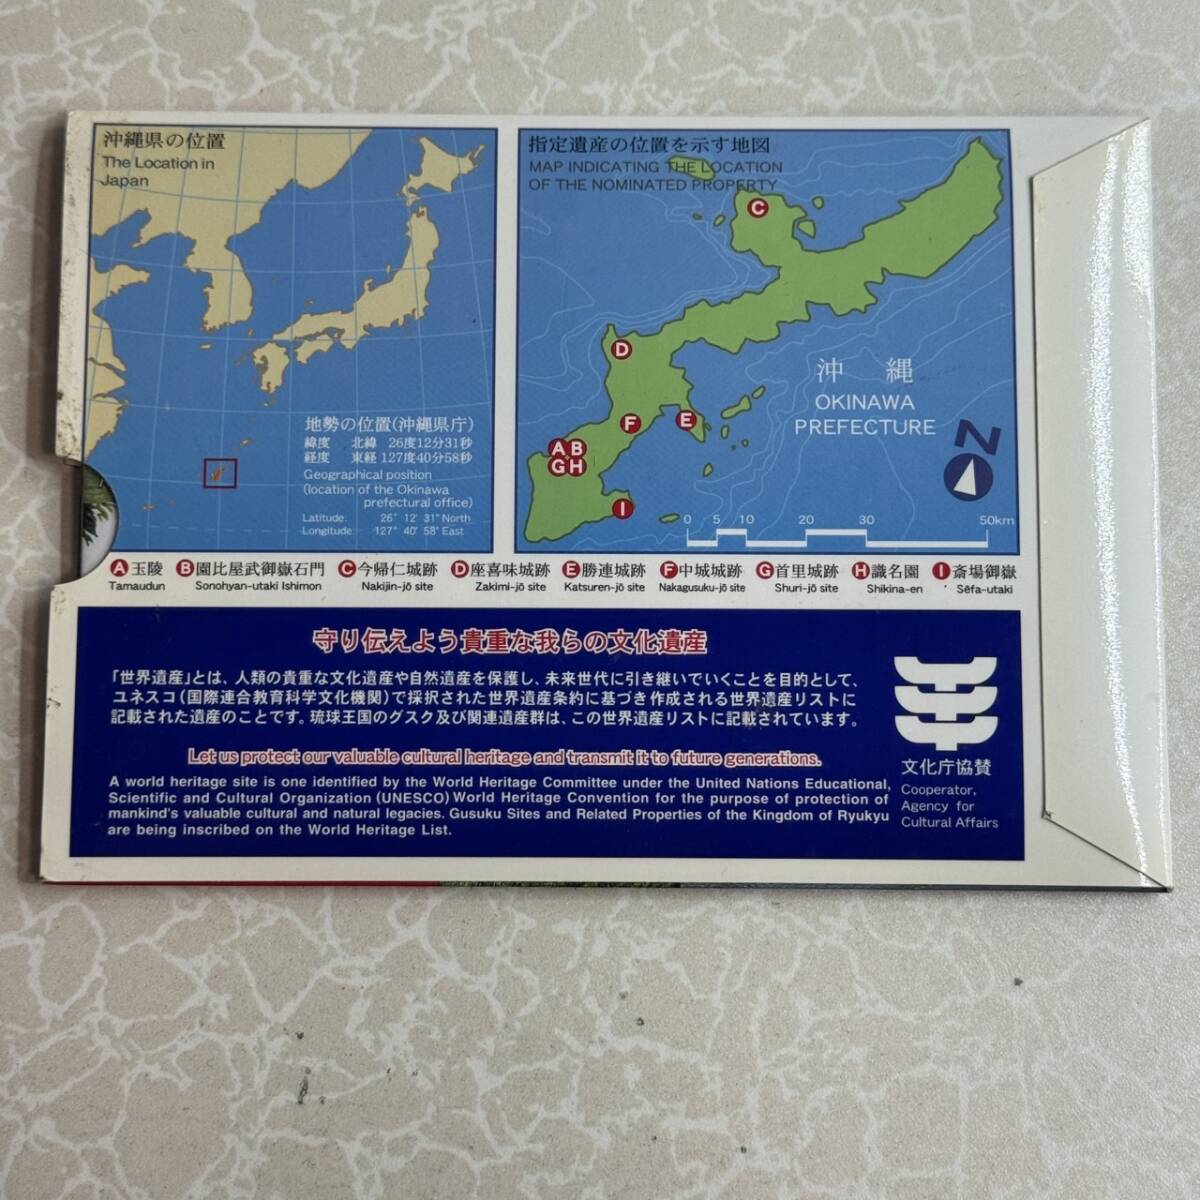 沖縄県の位置
The Location in
Japan
地勢の位置(沖縄県庁)
緯度 北緯 26度12分31秒
経度 東経 127度40分58秒
Geographical position
(location of the Okinawa
prefectural office)
Latitude: 26° 12' 31" North
Longitude: 127° 40' 58" East
指定遺産の位置を示す地図
MAP INDICATING THE LOCATION
OF THE NOMINATED PROPERTY
C
D
F
E
A B
G H
I
沖縄
OKINAWA
PREFECTURE
N
0 5 10 20 30 50km
A 玉陵 B 園比屋武御嶽石門 C 今帰仁城跡 D 座喜味城跡 E 勝連城跡 F 中城城跡 G 首里城跡 H 識名園 I 斎場御嶽
Tamaudun Sonohyan-utaki Ishimon Nakijin-jō site Zakimi-jō site Katsuren-jō site Nakagusuku-jō site Shuri-jō site Shikina-en Sēfa-utaki
守り伝えよう貴重な我らの文化遺産
「世界遺産」とは、人類の貴重な文化遺産や自然遺産を保護し、未来世代に引き継いでいくことを目的として、
ユネスコ(国際連合教育科学文化機関)で採択された世界遺産条約に基づき作成される世界遺産リストに
記載された遺産のことです。琉球王国のグスク及び関連遺産群は、この世界遺産リストに記載されています。
Let us protect our valuable cultural heritage and transmit it to future generations.
A world heritage site is one identified by the World Heritage Committee under the United Nations Educational,
Scientific and Cultural Organization (UNESCO) World Heritage Convention for the purpose of protection of
mankind's valuable cultural and natural legacies. Gusuku Sites and Related Properties of the Kingdom of Ryukyu
are being inscribed on the World Heritage List.
文化庁協賛
Cooperator,
Agency for
Cultural Affairs